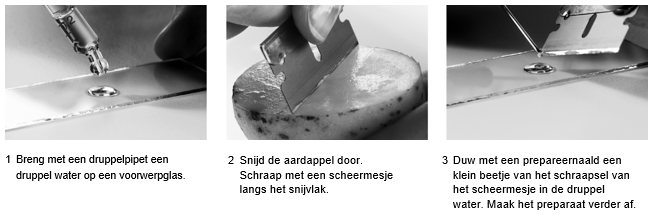 1 Breng met een druppelpipet een
druppel water op een voorwerpglas.
2 Snijd de aardappel door.
Schraap met een scheermesje
langs het snijvlak.
3 Duw met een prepareernaald een
klein beetje van het schraapsel van
het scheermesje in de druppel
water. Maak het preparaat verder af.